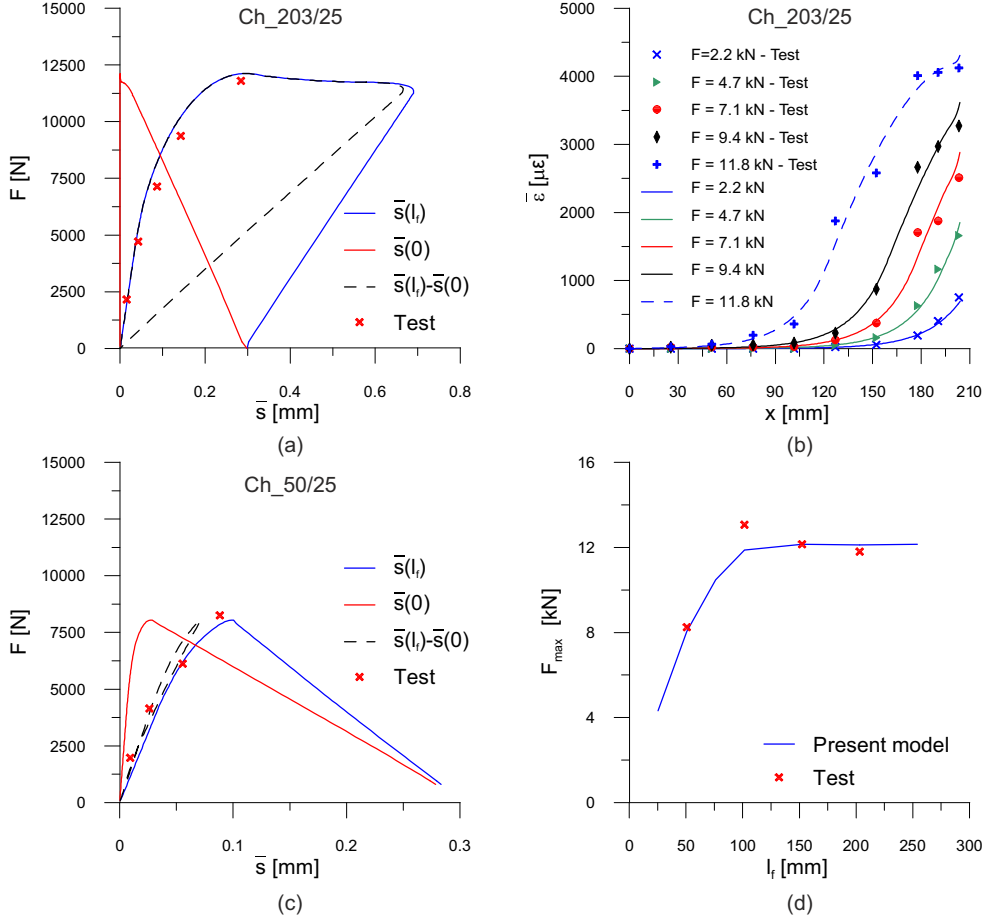 Ch_203/25
15000
12500
10000
7500
5000
2500
0
F [N]
0
0.2
0.4
0.6
0.8
s̅ [mm]
s̅(l_f)
s̅(0)
s̅(l_f)-s̅(0)
Test
(a)
Ch_203/25
5000
4000
3000
2000
1000
0
ε̅ [µε]
0
30
60
90
120
150
180
210
x [mm]
F=2.2 kN - Test
F = 4.7 kN - Test
F = 7.1 kN - Test
F = 9.4 kN - Test
F = 11.8 kN - Test
F = 2.2 kN
F = 4.7 kN
F = 7.1 kN
F = 9.4 kN
F = 11.8 kN
(b)
Ch_50/25
15000
12500
10000
7500
5000
2500
0
F [N]
0
0.1
0.2
0.3
s̅ [mm]
s̅(l_f)
s̅(0)
s̅(l_f)-s̅(0)
Test
(c)
16
12
8
4
0
F_max [kN]
0
50
100
150
200
250
300
l_f [mm]
Present model
Test
(d)